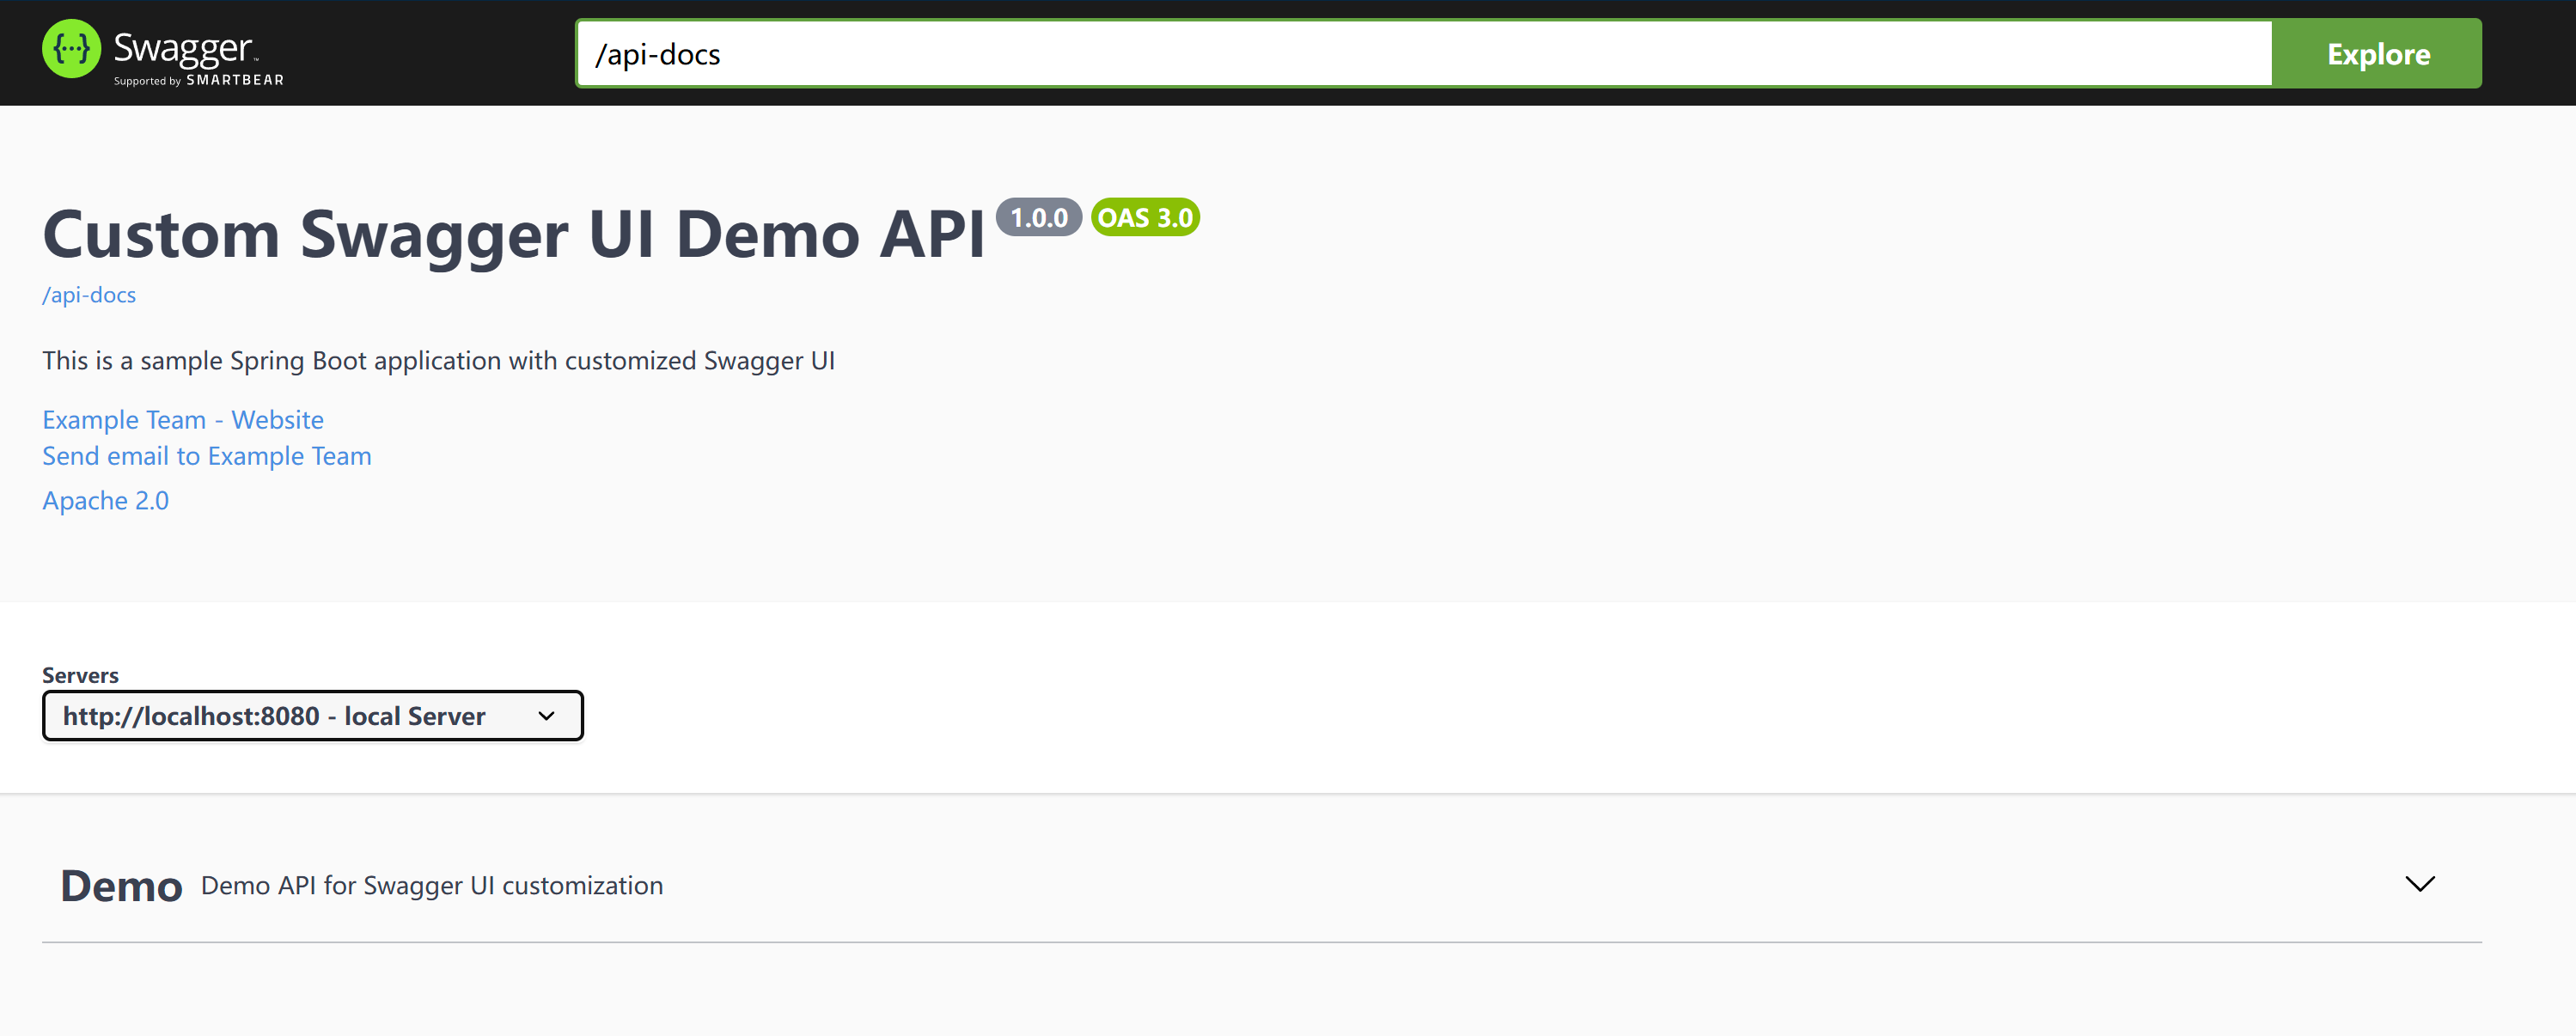 {···} Swagger™
Supported by SMARTBEAR
/api-docs
Explore
Custom Swagger UI Demo API 1.0.0 OAS 3.0
/api-docs
This is a sample Spring Boot application with customized Swagger UI
Example Team - Website
Send email to Example Team
Apache 2.0
Servers
http://localhost:8080 - local Server
Demo Demo API for Swagger UI customization